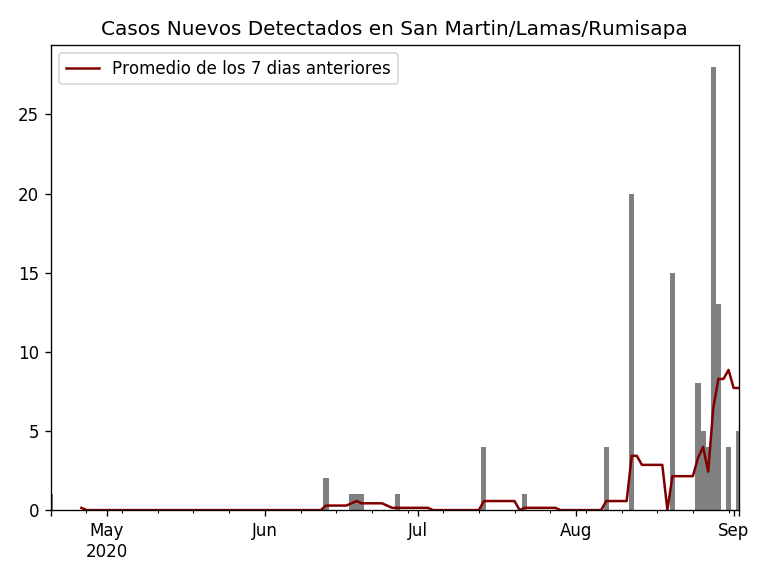 Casos Nuevos Detectados en San Martin/Lamas/Rumisapa
Promedio de los 7 dias anteriores
25
20
15
10
5
0
May Jun Jul Aug Sep
2020